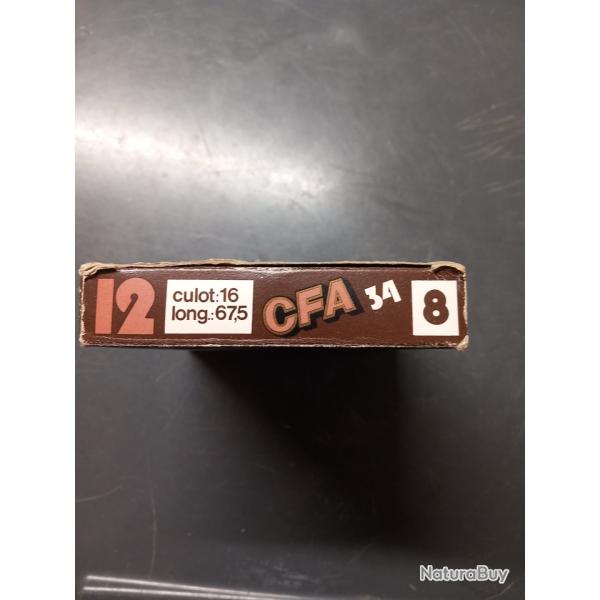 12
culot:16
long.:67,5
CFA 34
8
NaturaBuy